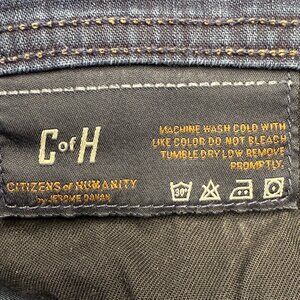 C of H
CITIZENS of HUMANITY
by JEROME DAHAN
MACHINE WASH COLD WITH
LIKE COLOR DO NOT BLEACH
TUMBLE DRY LOW REMOVE
PROMPTLY.
30°